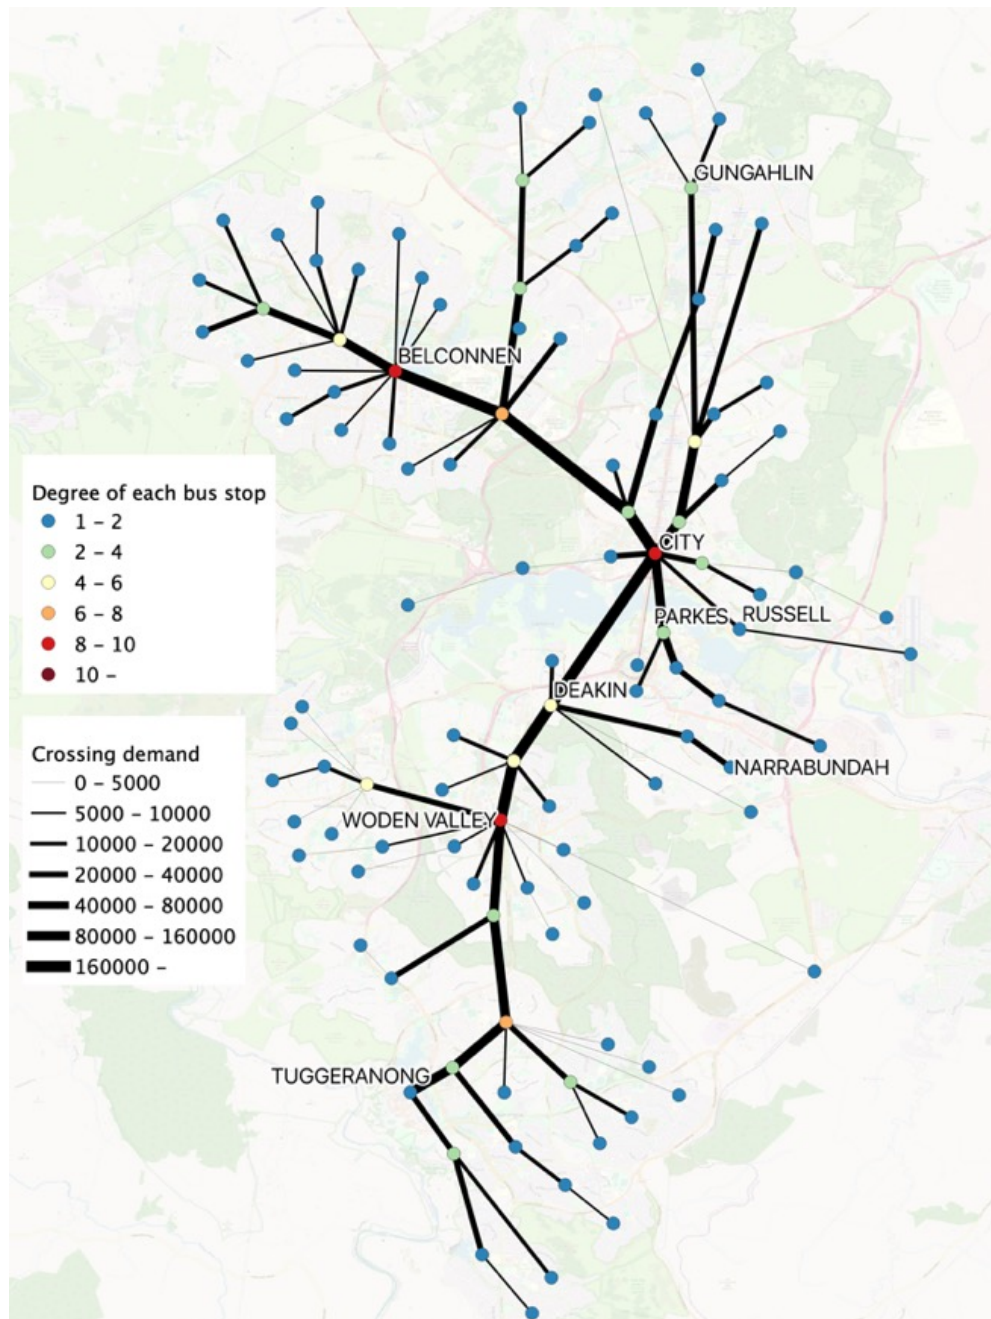 GUNGAHLIN
BELCONNEN
Degree of each bus stop
1 – 2
2 – 4
4 – 6
6 – 8
8 – 10
10 –
CITY
PARKES
RUSSELL
DEAKIN
NARRABUNDAH
Crossing demand
0 – 5000
5000 – 10000
10000 – 20000
20000 – 40000
40000 – 80000
80000 – 160000
160000 –
WODEN VALLEY
TUGGERANONG